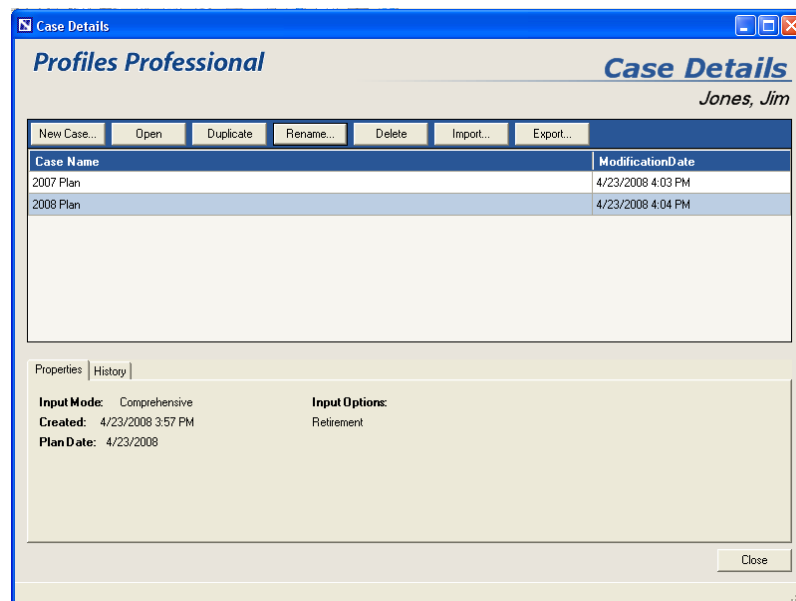 Case Details
Profiles Professional
Case Details
Jones, Jim
New Case... Open Duplicate Rename... Delete Import... Export...
Case Name ModificationDate
2007 Plan 4/23/2008 4:03 PM
2008 Plan 4/23/2008 4:04 PM
Properties History
Input Mode: Comprehensive Input Options:
Created: 4/23/2008 3:57 PM Retirement
Plan Date: 4/23/2008
Close